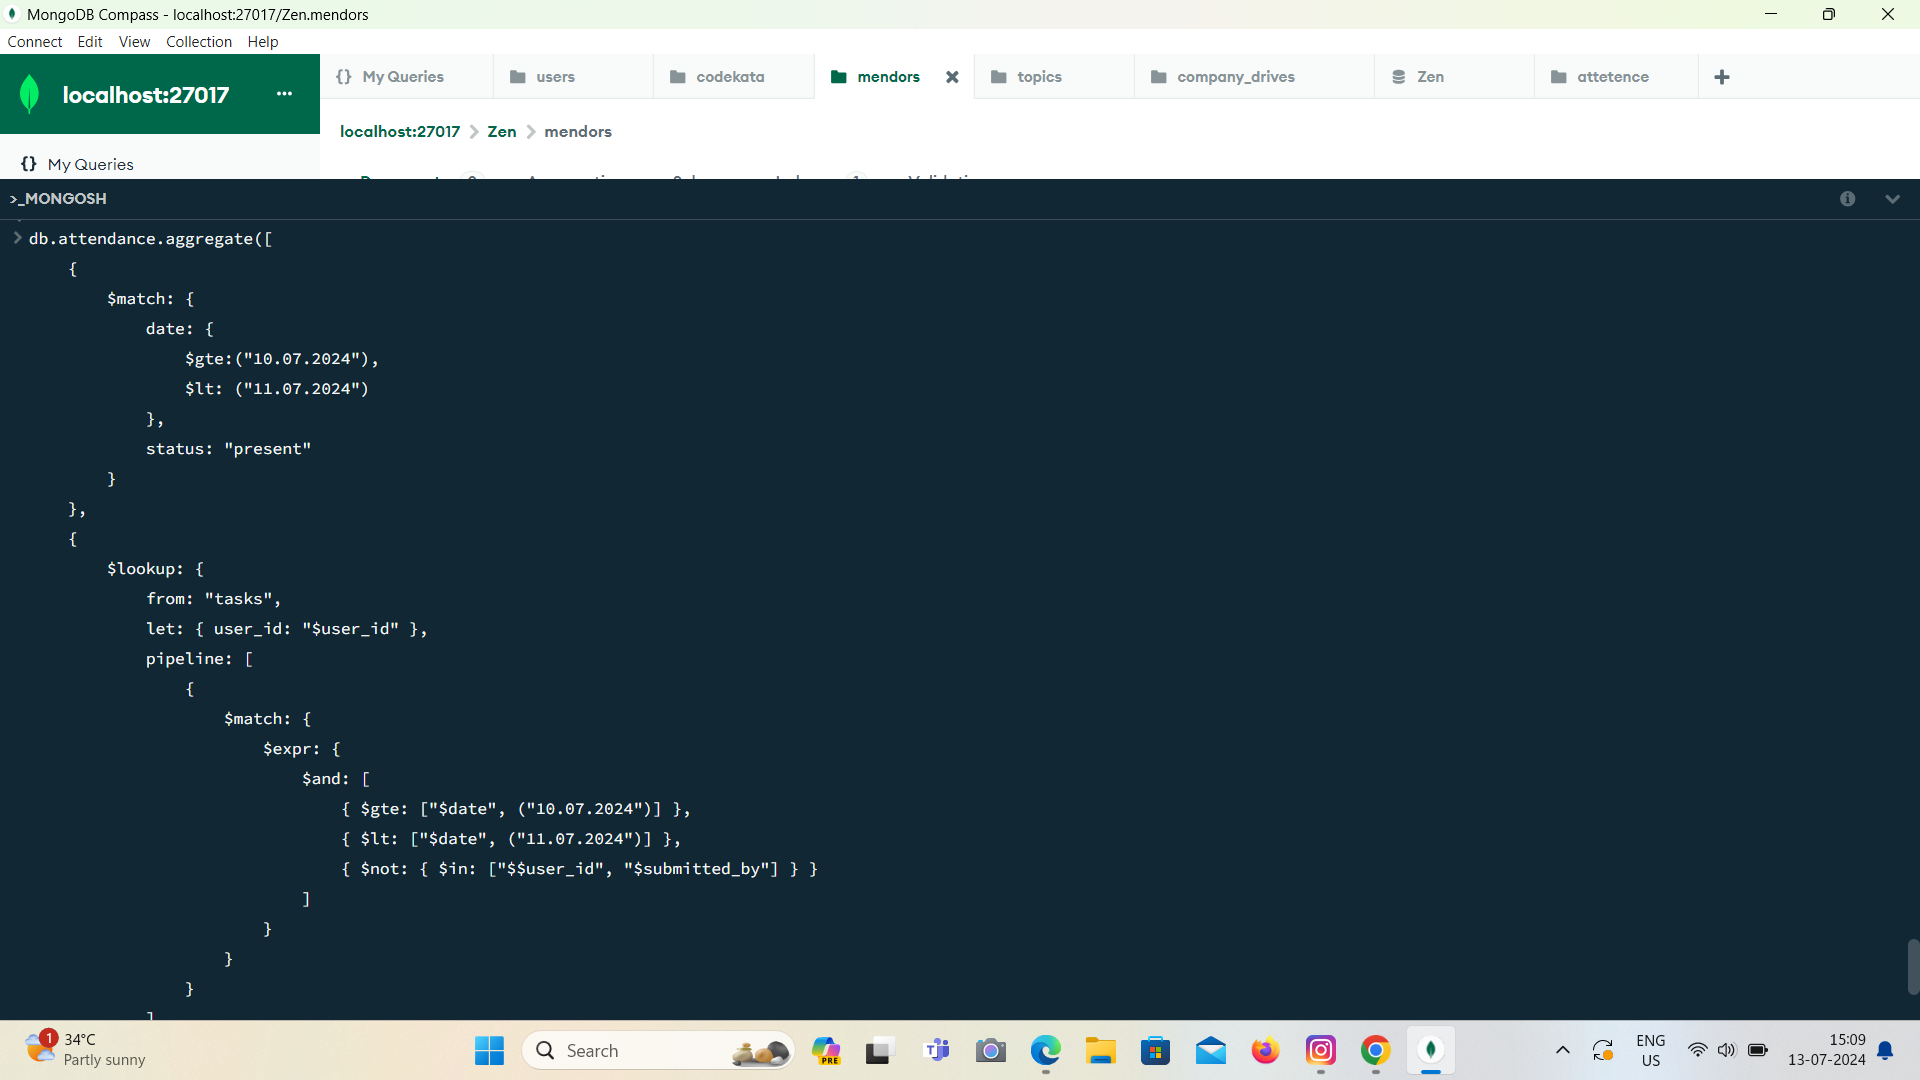 MongoDB Compass - localhost:27017/Zen.mendors
Connect Edit View Collection Help
localhost:27017 ...
{} My Queries
users
codekata
mendors
topics
company_drives
Zen
attetence
localhost:27017 > Zen > mendors
{} My Queries
>_MONGOSH
> db.attendance.aggregate([
{
$match: {
date: {
$gte:("10.07.2024"),
$lt: ("11.07.2024")
},
status: "present"
}
},
{
$lookup: {
from: "tasks",
let: { user_id: "$user_id" },
pipeline: [
{
$match: {
$expr: {
$and: [
{ $gte: ["$date", ("10.07.2024")] },
{ $lt: ["$date", ("11.07.2024")] },
{ $not: { $in: ["$$user_id", "$submitted_by"] } }
]
}
}
}
]
1
34°C
Partly sunny
Search
PRE
ENG
US
15:09
13-07-2024